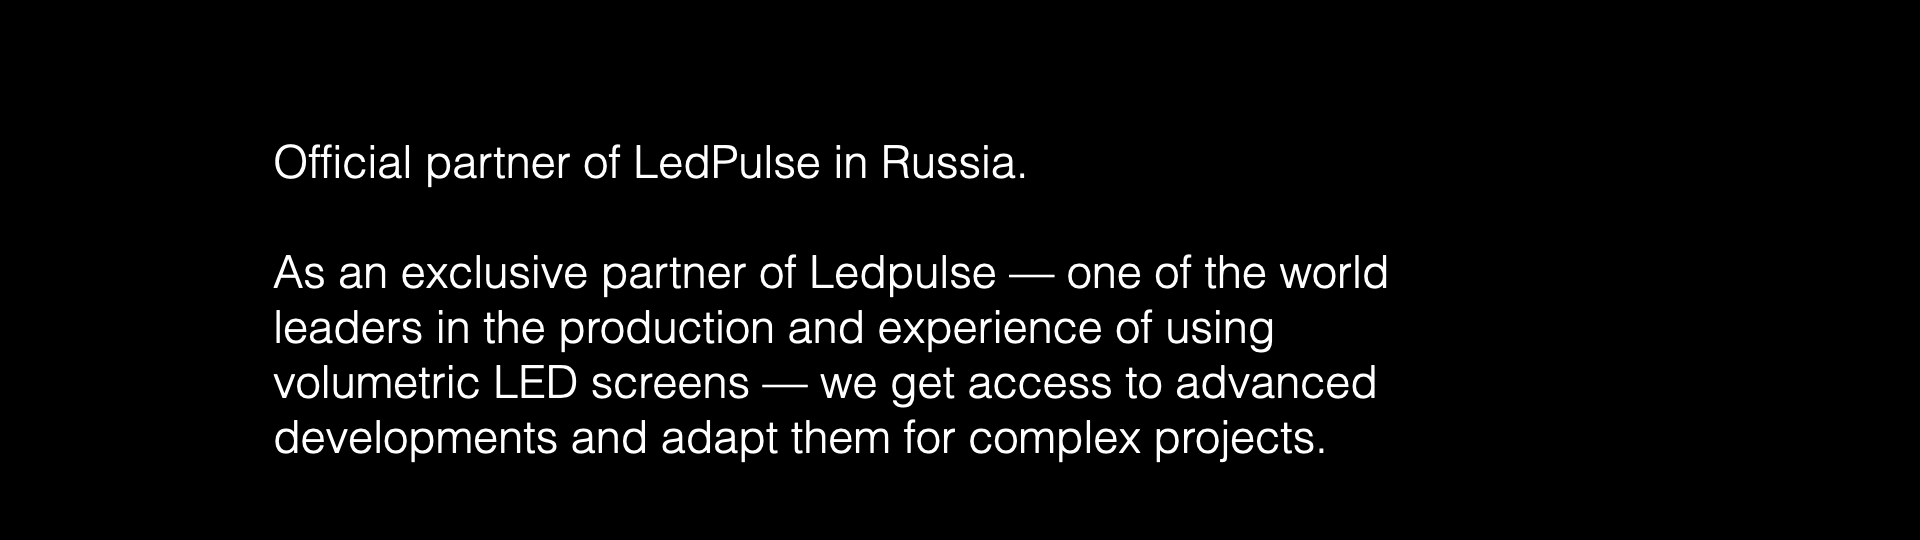 Official partner of LedPulse in Russia.
As an exclusive partner of Ledpulse — one of the world
leaders in the production and experience of using
volumetric LED screens — we get access to advanced
developments and adapt them for complex projects.